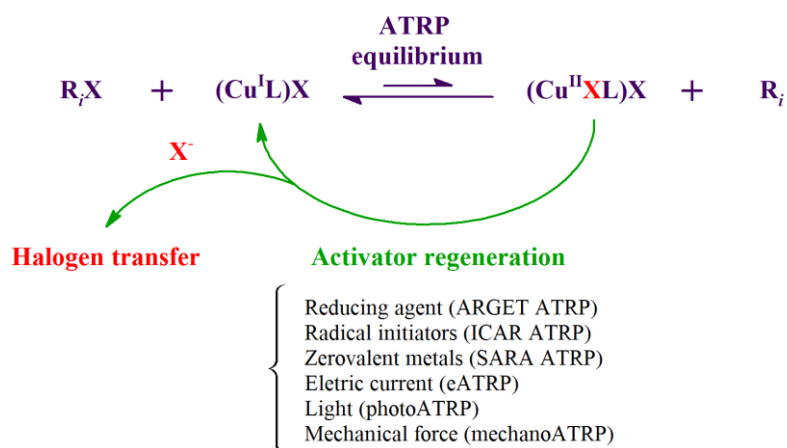 ATRP
equilibrium
RᵢX + (CuᴵL)X (CuᴵᴵXL)X + Rᵢ
X⁻
Halogen transfer Activator regeneration
Reducing agent (ARGET ATRP)
Radical initiators (ICAR ATRP)
Zerovalent metals (SARA ATRP)
Eletric current (eATRP)
Light (photoATRP)
Mechanical force (mechanoATRP)